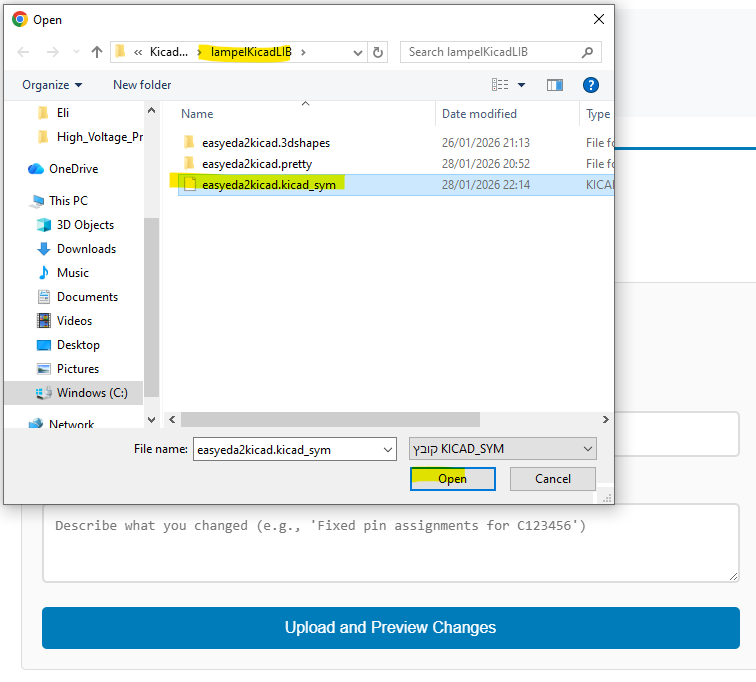 Open
Kicad...
lampelKicadLIB
Search lampelKicadLIB
Organize
New folder
Name
Date modified
Type
Eli
High_Voltage_Pr
OneDrive
This PC
3D Objects
Downloads
Music
Documents
Videos
Desktop
Pictures
Windows (C:)
Network
easyeda2kicad.3dshapes 26/01/2026 21:13 File fo
easyeda2kicad.pretty 28/01/2026 20:52 File fo
easyeda2kicad.kicad_sym 28/01/2026 22:14 KICAD
File name: easyeda2kicad.kicad_sym
קובץ KICAD_SYM
Open
Cancel
Describe what you changed (e.g., 'Fixed pin assignments for C123456')
Upload and Preview Changes